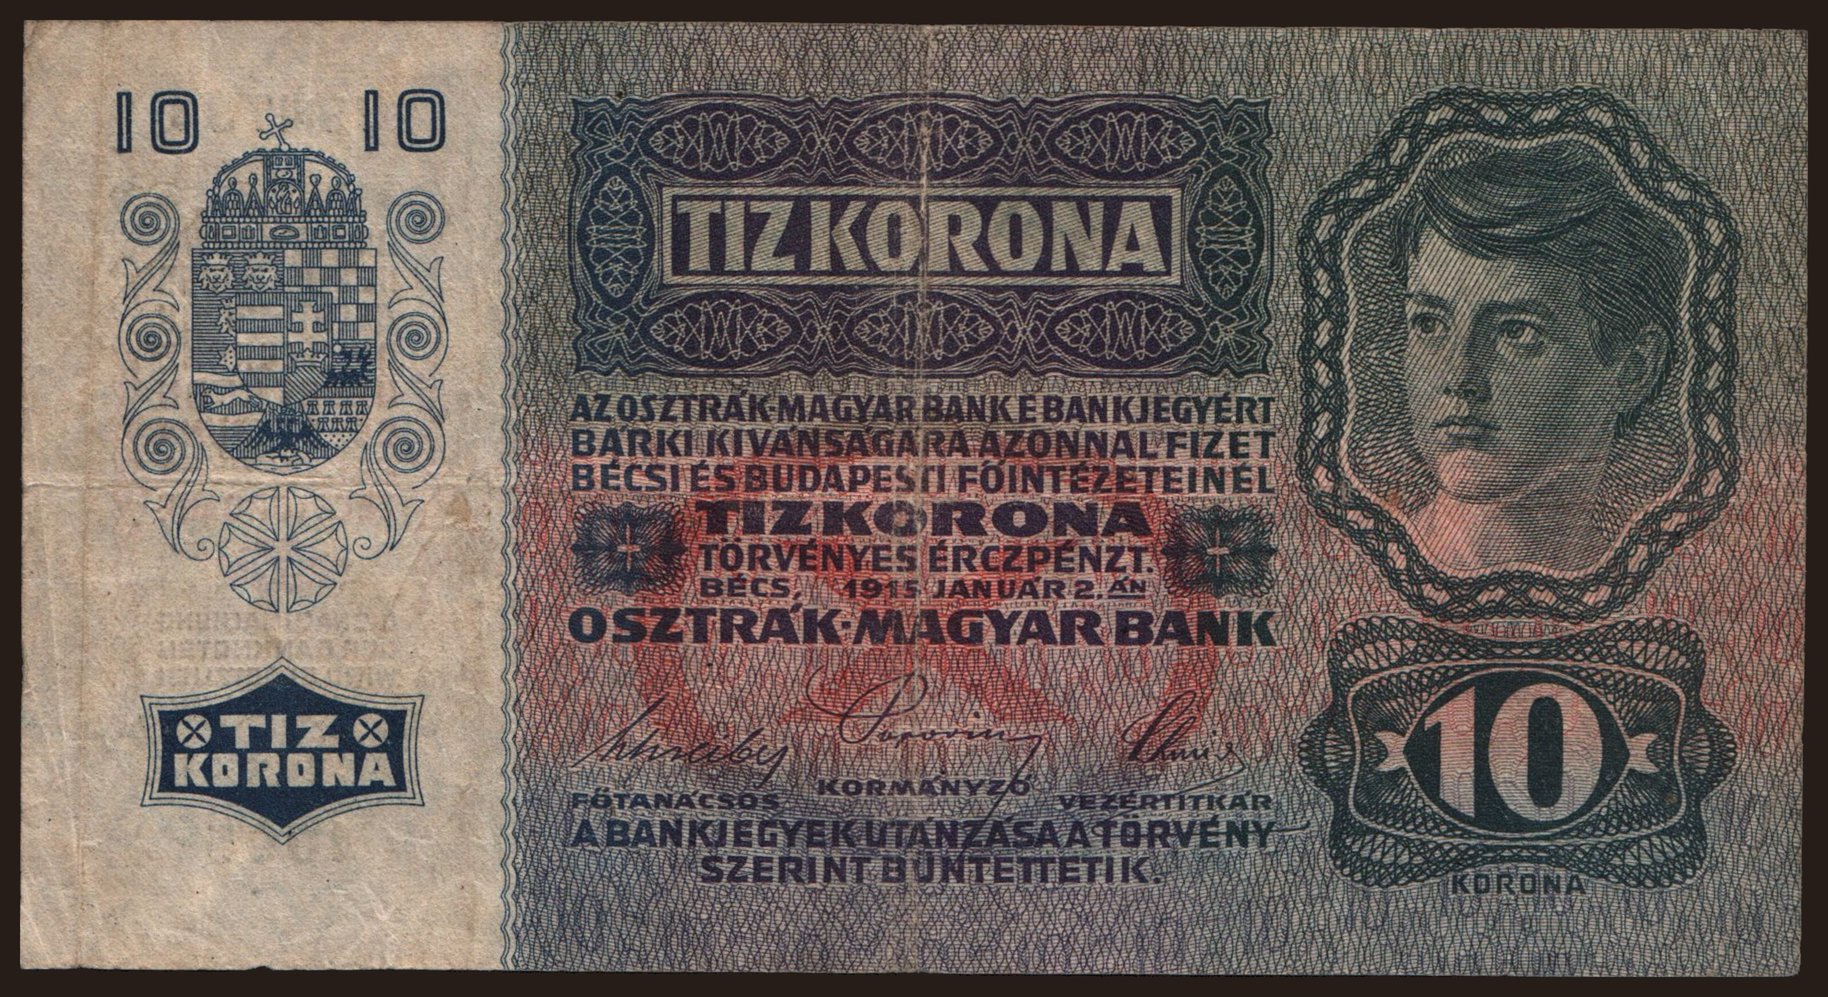 10 10
TIZ KORONA
TIZ KORONA
AZ OSZTRÁK-MAGYAR BANK E BANKJEGYÉRT
BÁRKI KIVÁNSÁGÁRA AZONNAL FIZET
BÉCSI ÉS BUDAPESTI FŐINTÉZETEINÉL
TIZ KORONA
TÖRVÉNYES ÉRCZPÉNZT.
BÉCS, 1915 JANUÁR 2. ÁN
OSZTRÁK-MAGYAR BANK
KORMÁNYZÓ
FŐTANÁCSOS VEZÉRTITKÁR
A BANKJEGYEK UTÁNZÁSA A TÖRVÉNY
SZERINT BÜNTETTETIK.
10
KORONA